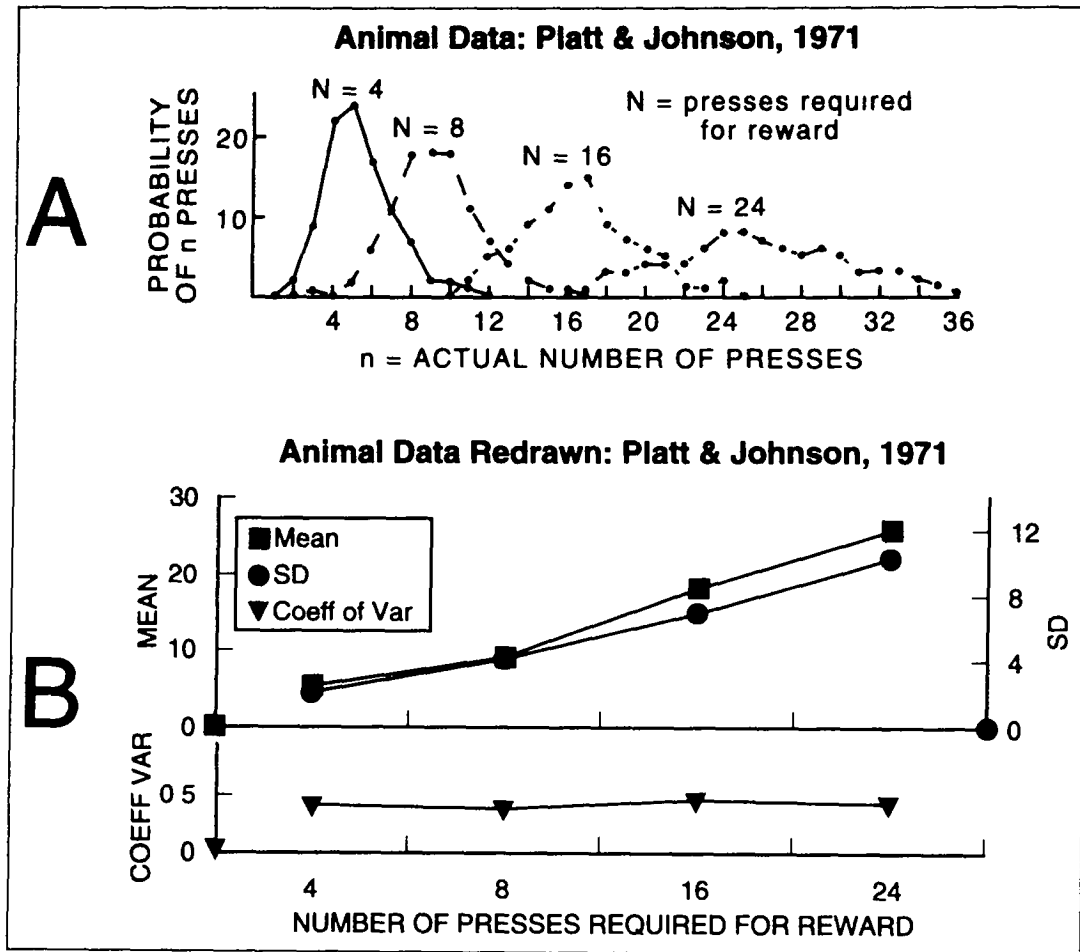 A
Animal Data: Platt & Johnson, 1971
PROBABILITY
OF n PRESSES
20
10
N = 4
N = 8
N = 16
N = 24
N = presses required
for reward
4 8 12 16 20 24 28 32 36
n = ACTUAL NUMBER OF PRESSES
B
Animal Data Redrawn: Platt & Johnson, 1971
MEAN
30
20
10
0
Mean
SD
Coeff of Var
SD
12
8
4
0
COEFF VAR
0 5
0
4 8 16 24
NUMBER OF PRESSES REQUIRED FOR REWARD